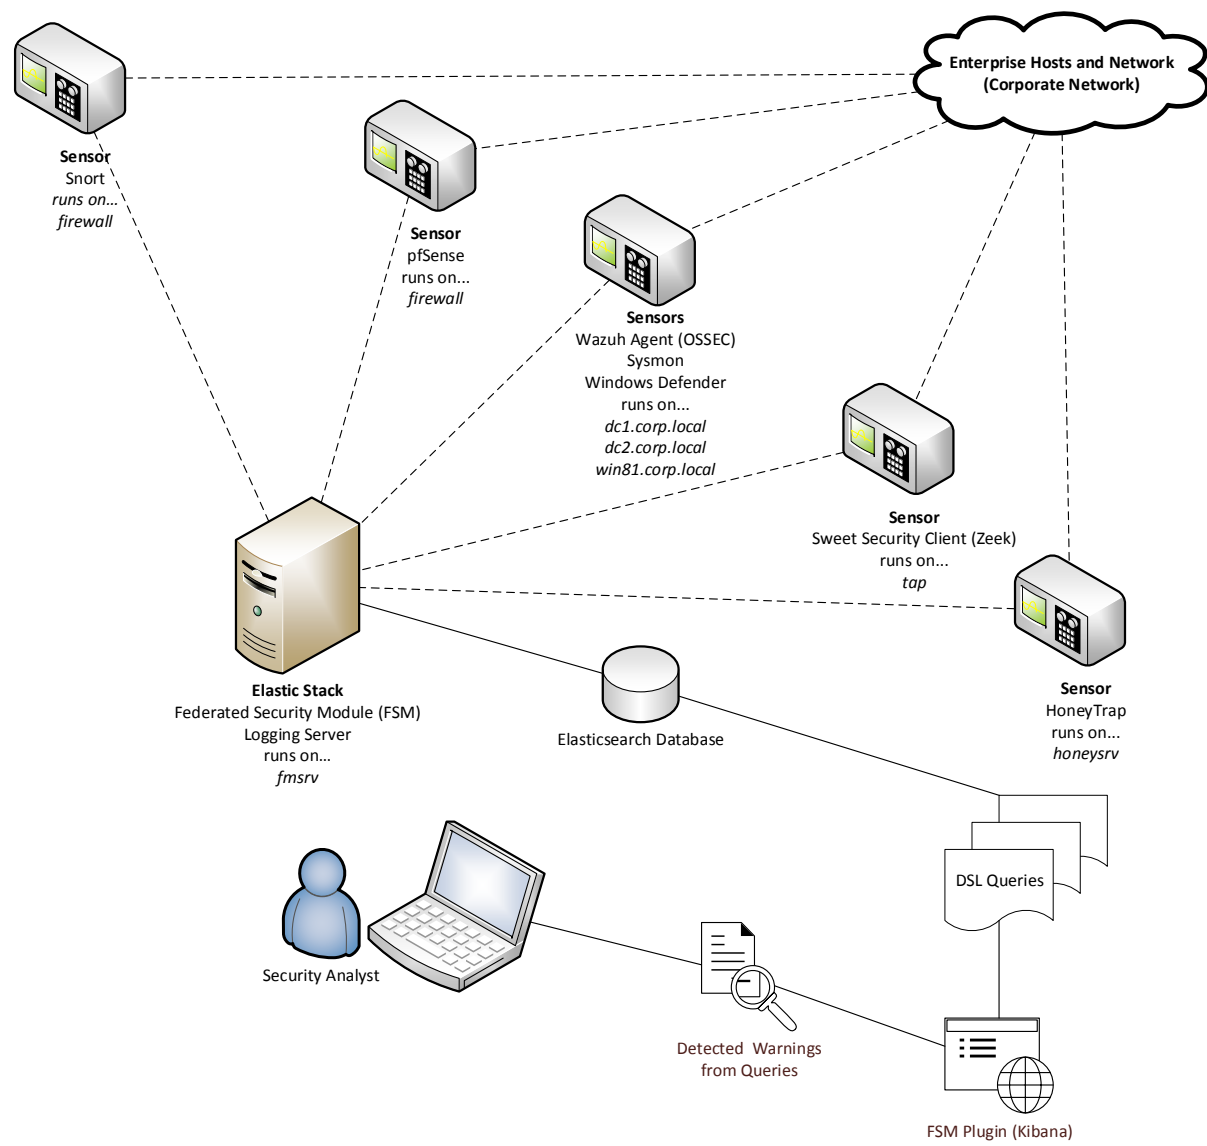 Enterprise Hosts and Network
(Corporate Network)
Sensor
Snort
runs on...
firewall
Sensor
pfSense
runs on...
firewall
Sensors
Wazuh Agent (OSSEC)
Sysmon
Windows Defender
runs on...
dc1.corp.local
dc2.corp.local
win81.corp.local
Sensor
Sweet Security Client (Zeek)
runs on...
tap
Sensor
HoneyTrap
runs on...
honeysrv
Elastic Stack
Federated Security Module (FSM)
Logging Server
runs on...
fmsrv
Elasticsearch Database
DSL Queries
Security Analyst
Detected Warnings
from Queries
FSM Plugin (Kibana)